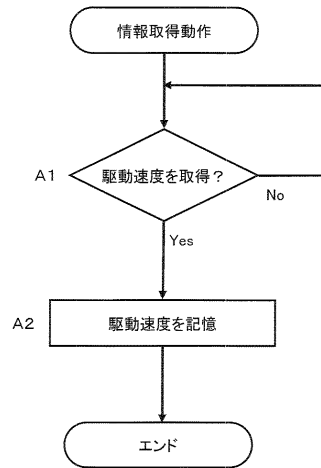 情報取得動作
A1
駆動速度を取得？
No
Yes
A2
駆動速度を記憶
エンド